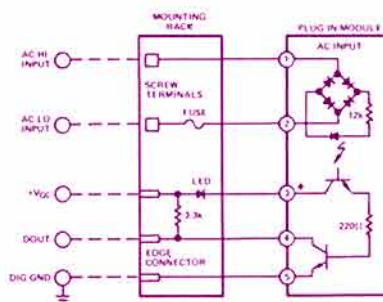 MOUNTING
RACK
PLUG IN MODULE
AC INPUT
AC HI
INPUT
1
SCREW
TERMINALS
FUSE
12k
AC LO
INPUT
2
LED
+VCC
3
+
3.3k
220Ω
DOUT
4
EDGE
CONNECTOR
DIG GND
5